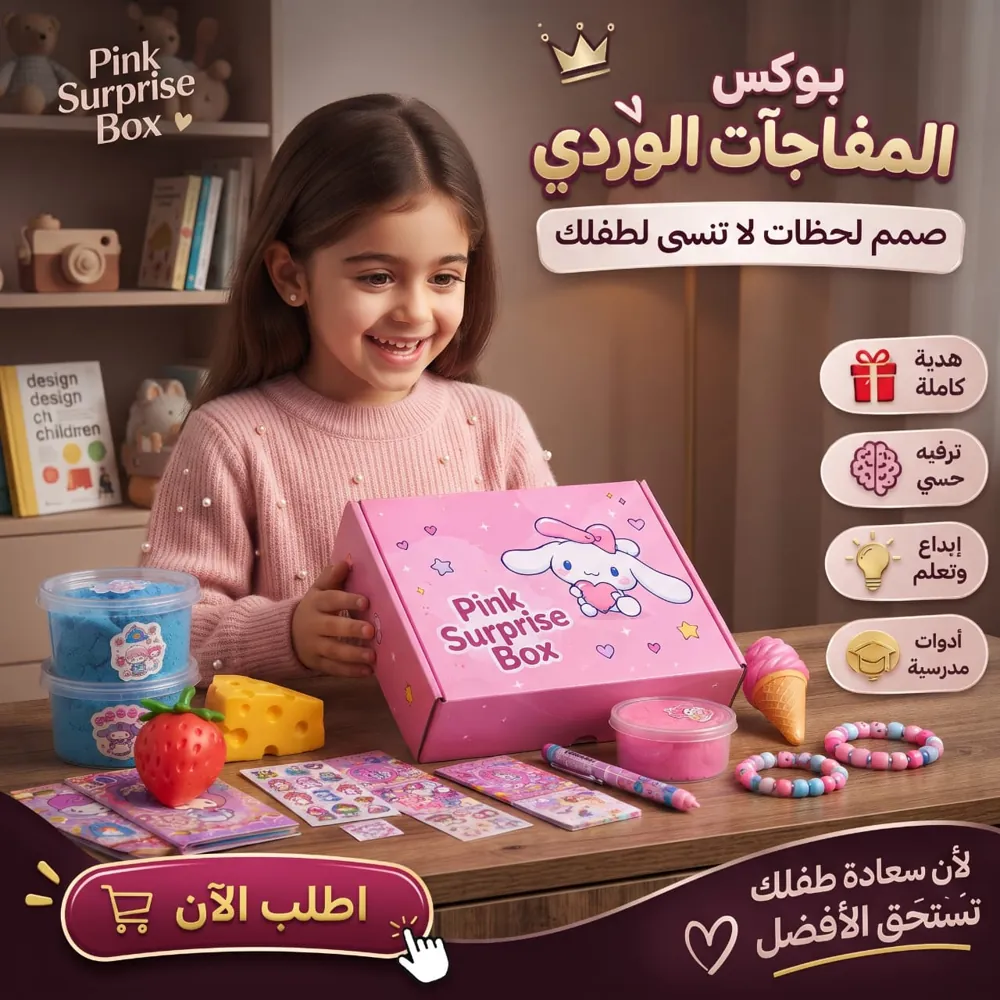 Pink
Surprise
Box
بوكس
المفاجآت الوردي
صمم لحظات لا تنسى لطفلك
هدية
كاملة
ترفيه
حسي
إبداع
وتعلم
أدوات
مدرسية
design
design
ch
children
Pink
Surprise
Box
اطلب الآن
لأن سعادة طفلك
تستحق الأفضل